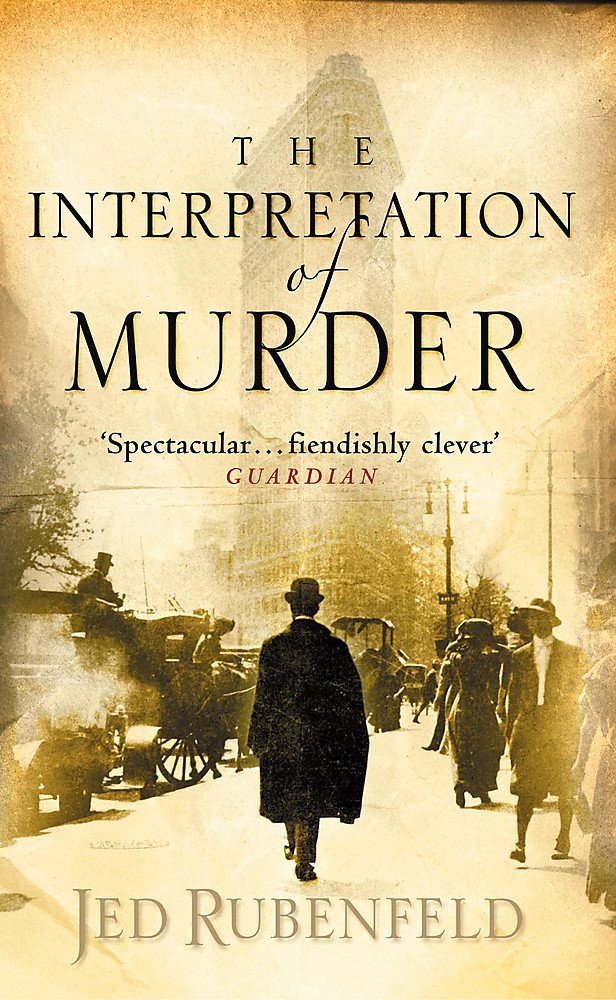 THE
INTERPRETATION
of
MURDER
‘Spectacular... fiendishly clever’
GUARDIAN
JED RUBENFELD